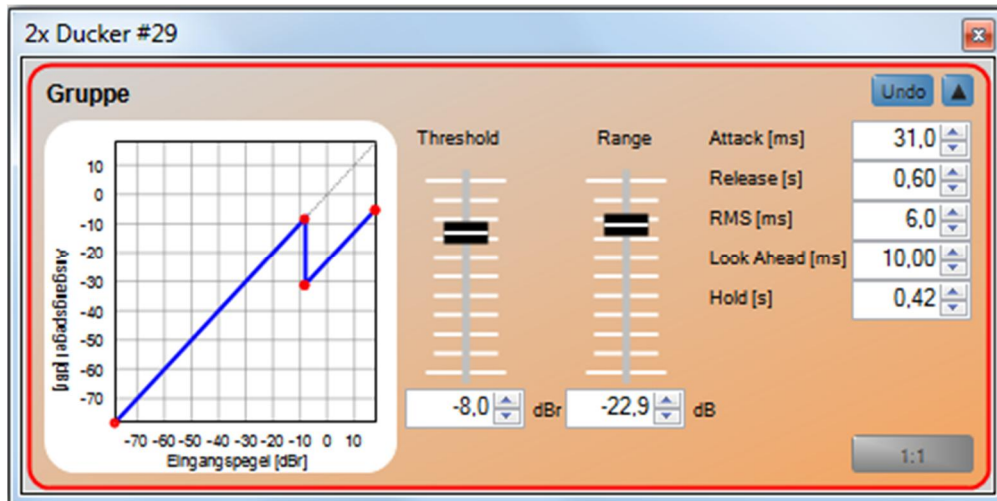 2x Ducker #29
Gruppe
Undo
Threshold
Range
Attack [ms] 31,0
Release [s] 0,60
RMS [ms] 6,0
Look Ahead [ms] 10,00
Hold [s] 0,42
10
0
-10
-20
-30
-40
-50
-60
-70
Ausgangspegel [dBr]
-70 -60 -50 -40 -30 -20 -10 0 10
Eingangspegel [dBr]
-8,0 dBr
-22,9 dB
1:1